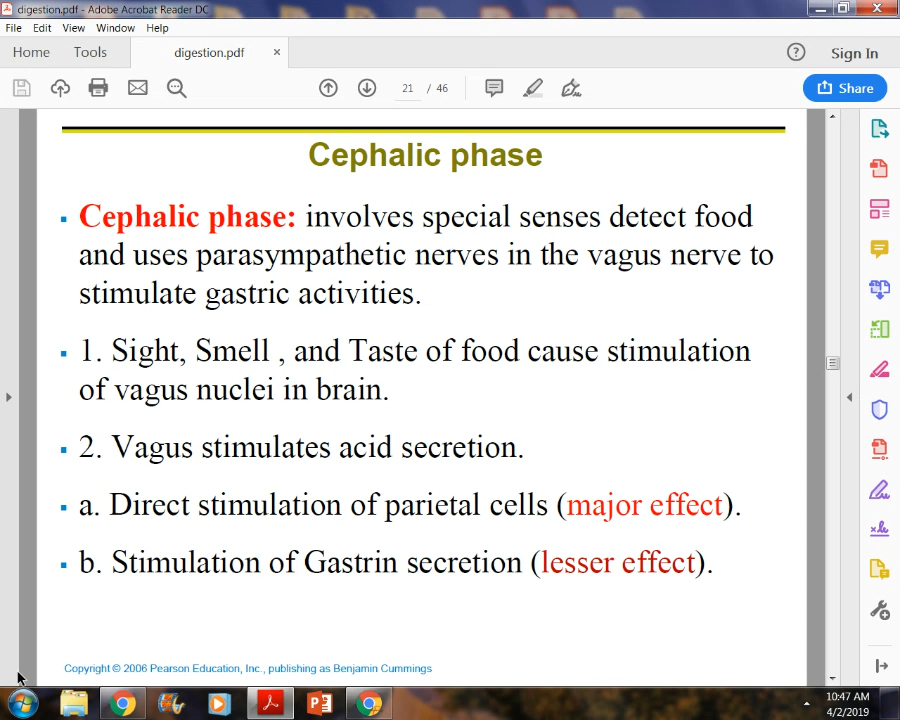 digestion.pdf - Adobe Acrobat Reader DC
File Edit View Window Help
Home Tools digestion.pdf × Sign In
21 / 46 Share
Cephalic phase
▪ Cephalic phase: involves special senses detect food
and uses parasympathetic nerves in the vagus nerve to
stimulate gastric activities.
▪ 1. Sight, Smell , and Taste of food cause stimulation
of vagus nuclei in brain.
▪ 2. Vagus stimulates acid secretion.
▪ a. Direct stimulation of parietal cells (major effect).
▪ b. Stimulation of Gastrin secretion (lesser effect).
Copyright © 2006 Pearson Education, Inc., publishing as Benjamin Cummings
10:47 AM
4/2/2019